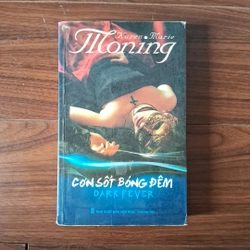 Karen Marie
Moning
CƠN SỐT BÓNG ĐÊM
DARK FEVER